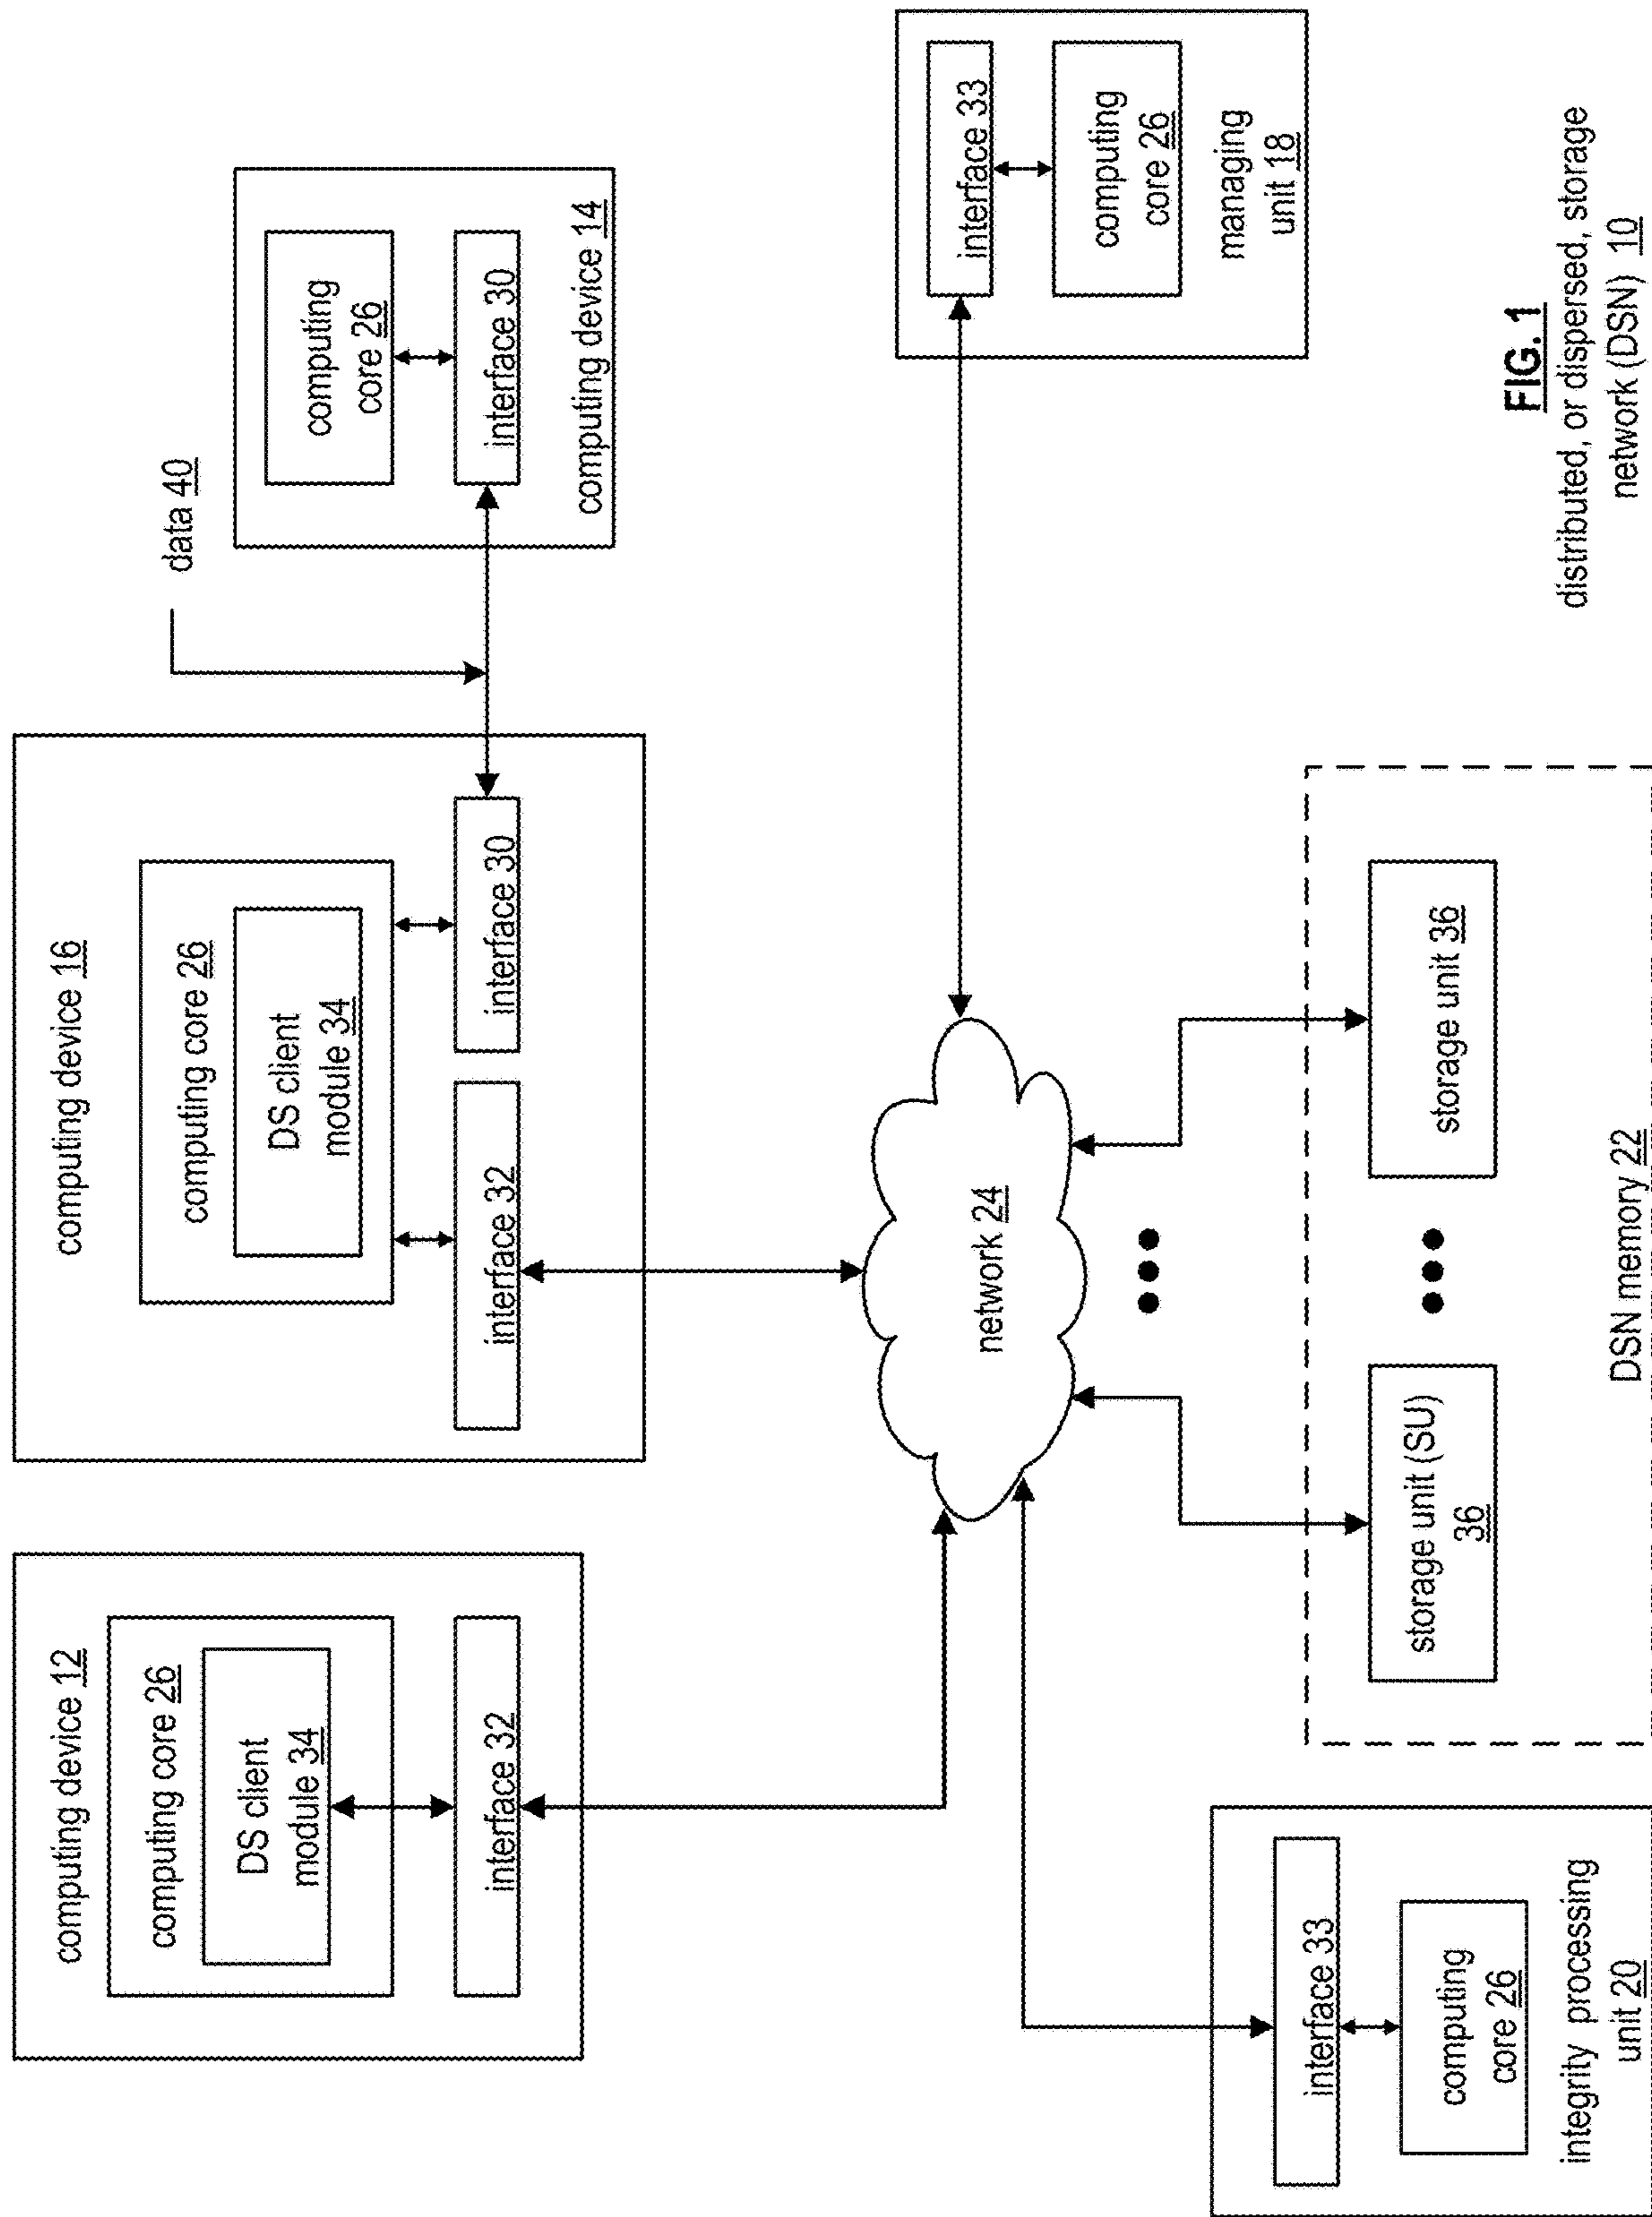 computing device 12
computing core 26
DS client
module 34
interface 32
computing device 16
computing core 26
DS client
module 34
interface 32
interface 30
data 40
computing
core 26
interface 30
computing device 14
network 24
interface 33
computing
core 26
managing
unit 18
interface 33
computing
core 26
integrity processing
unit 20
storage unit (SU)
36
storage unit 36
DSN memory 22
FIG. 1
distributed, or dispersed, storage
network (DSN) 10